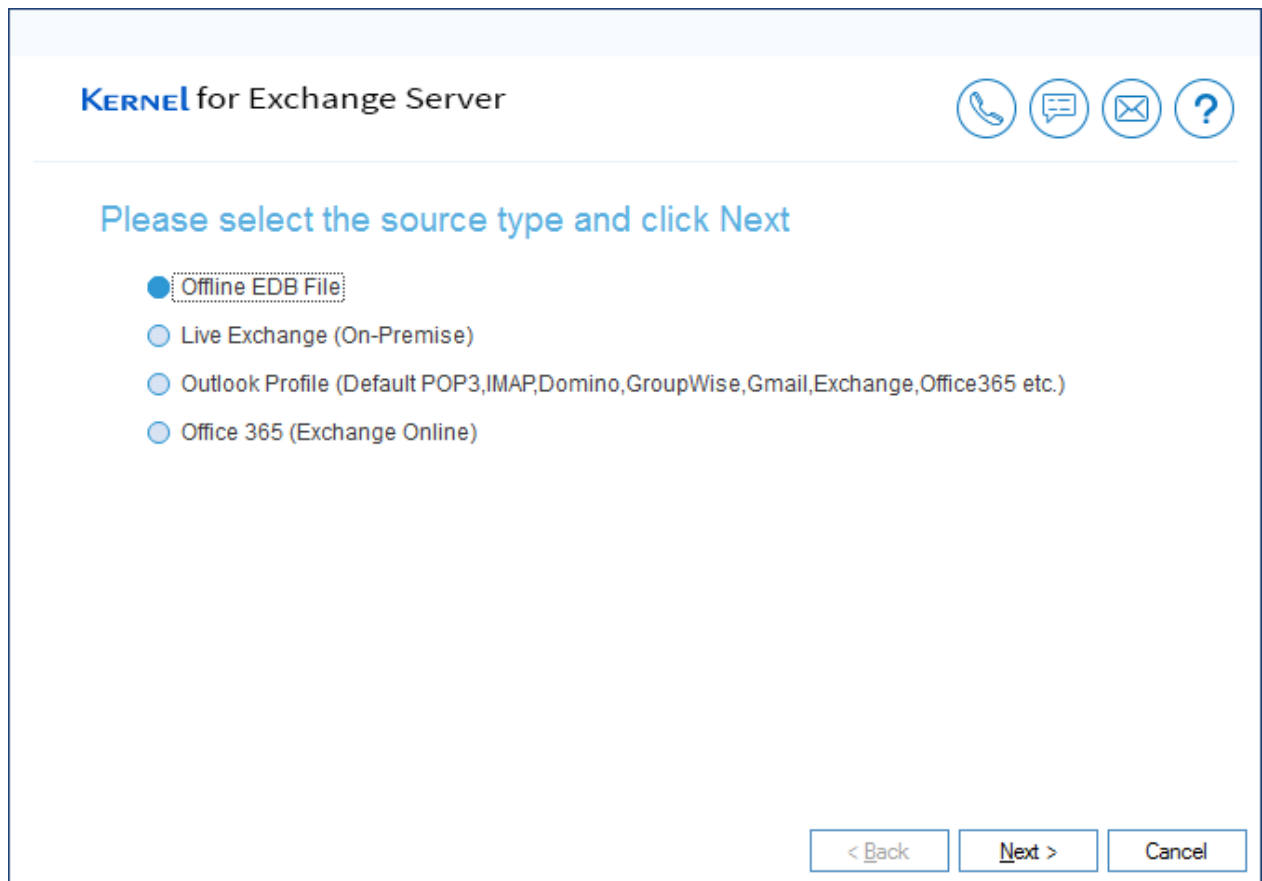 KERNEL for Exchange Server
?
Please select the source type and click Next
Offline EDB File
Live Exchange (On-Premise)
Outlook Profile (Default POP3,IMAP,Domino,GroupWise,Gmail,Exchange,Office365 etc.)
Office 365 (Exchange Online)
< Back Next > Cancel